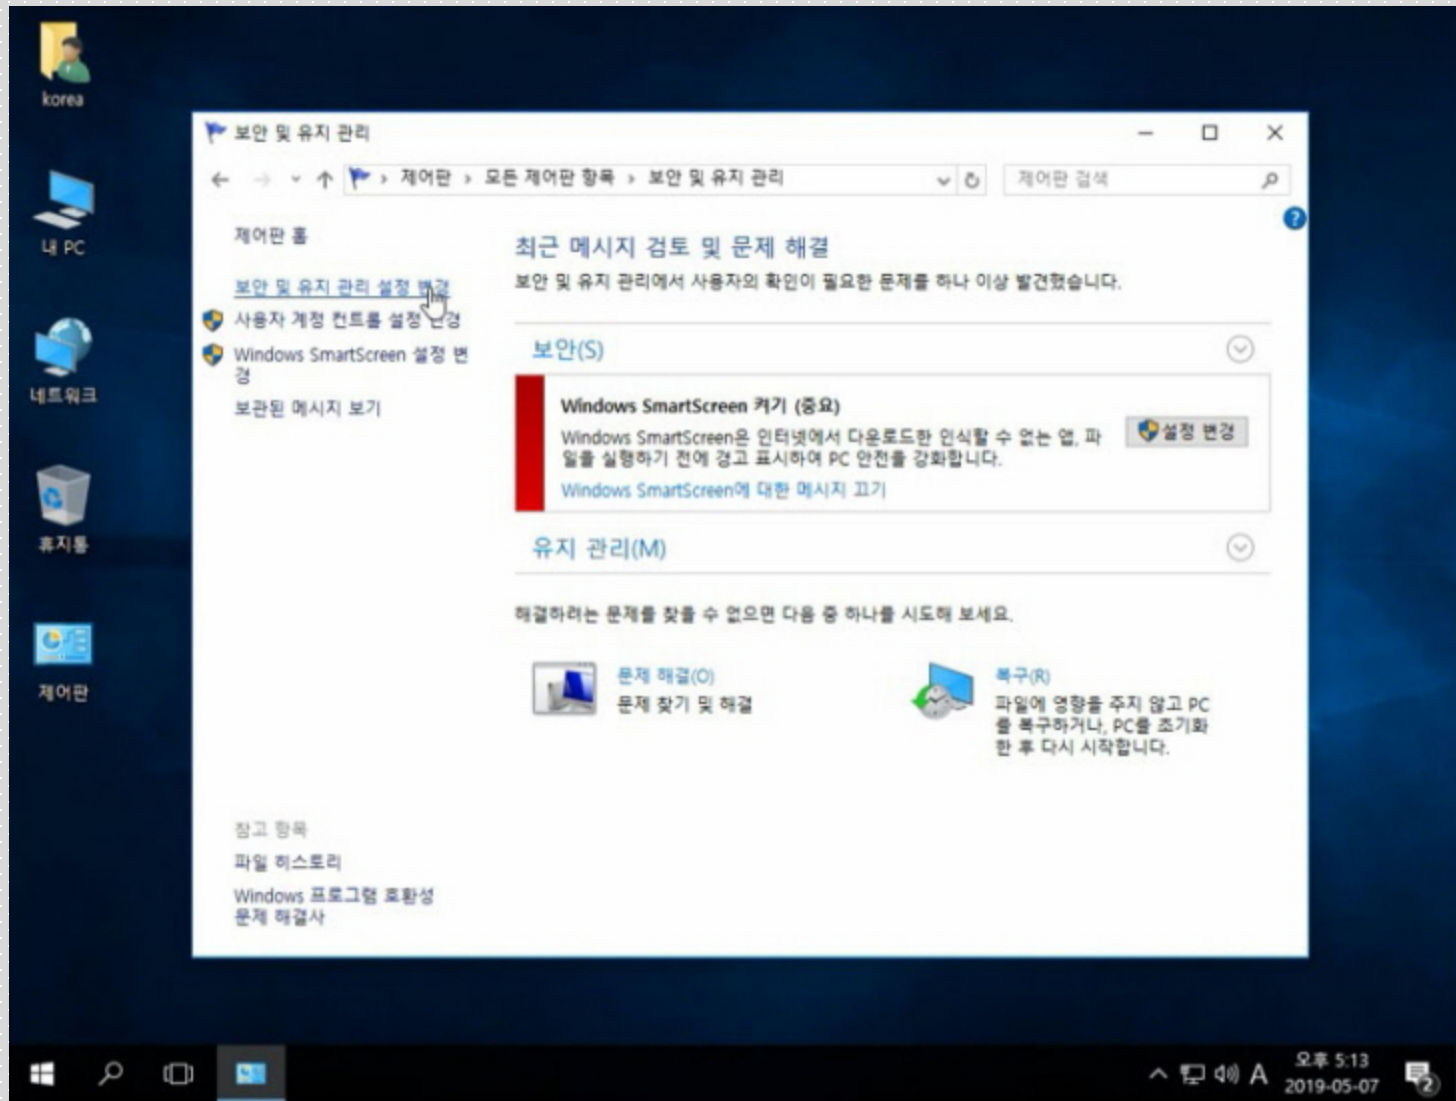 korea
내 PC
네트워크
휴지통
제어판
보안 및 유지 관리
제어판 › 모든 제어판 항목 › 보안 및 유지 관리
제어판 검색
제어판 홈
보안 및 유지 관리 설정 변경
사용자 계정 컨트롤 설정 변경
Windows SmartScreen 설정 변
경
보관된 메시지 보기
참고 항목
파일 히스토리
Windows 프로그램 호환성
문제 해결사
?
최근 메시지 검토 및 문제 해결
보안 및 유지 관리에서 사용자의 확인이 필요한 문제를 하나 이상 발견했습니다.
보안(S)
Windows SmartScreen 켜기 (중요)
Windows SmartScreen은 인터넷에서 다운로드한 인식할 수 없는 앱, 파
일을 실행하기 전에 경고 표시하여 PC 안전을 강화합니다.
Windows SmartScreen에 대한 메시지 끄기
설정 변경
유지 관리(M)
해결하려는 문제를 찾을 수 없으면 다음 중 하나를 시도해 보세요.
문제 해결(O)
문제 찾기 및 해결
복구(R)
파일에 영향을 주지 않고 PC
를 복구하거나, PC를 초기화
한 후 다시 시작합니다.
A
오후 5:13
2019-05-07
2